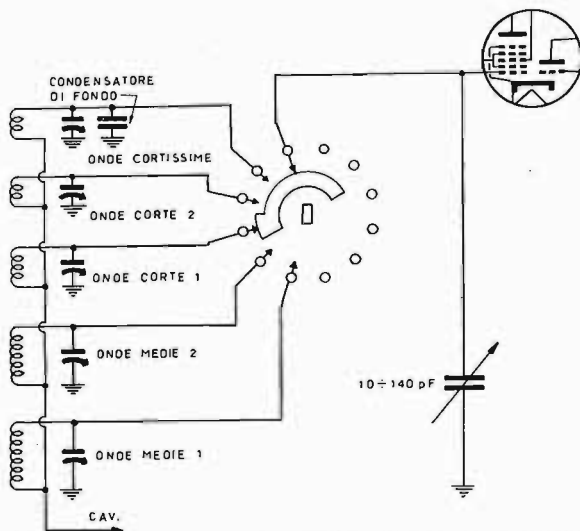 CONDENSATORE
DI FONDO
ONDE CORTISSIME
ONDE CORTE 2
ONDE CORTE 1
ONDE MEDIE 2
ONDE MEDIE 1
10÷140 pF
CAV.